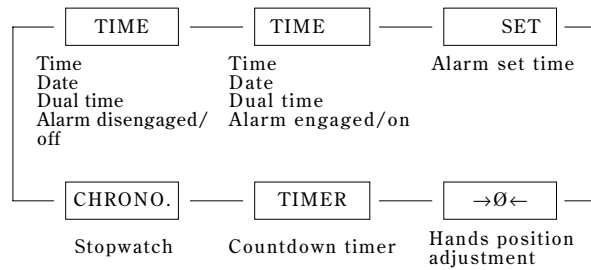 TIME
TIME
SET
Time
Date
Dual time
Alarm disengaged/
off
Time
Date
Dual time
Alarm engaged/on
Alarm set time
CHRONO.
TIMER
→Ø←
Stopwatch
Countdown timer
Hands position
adjustment